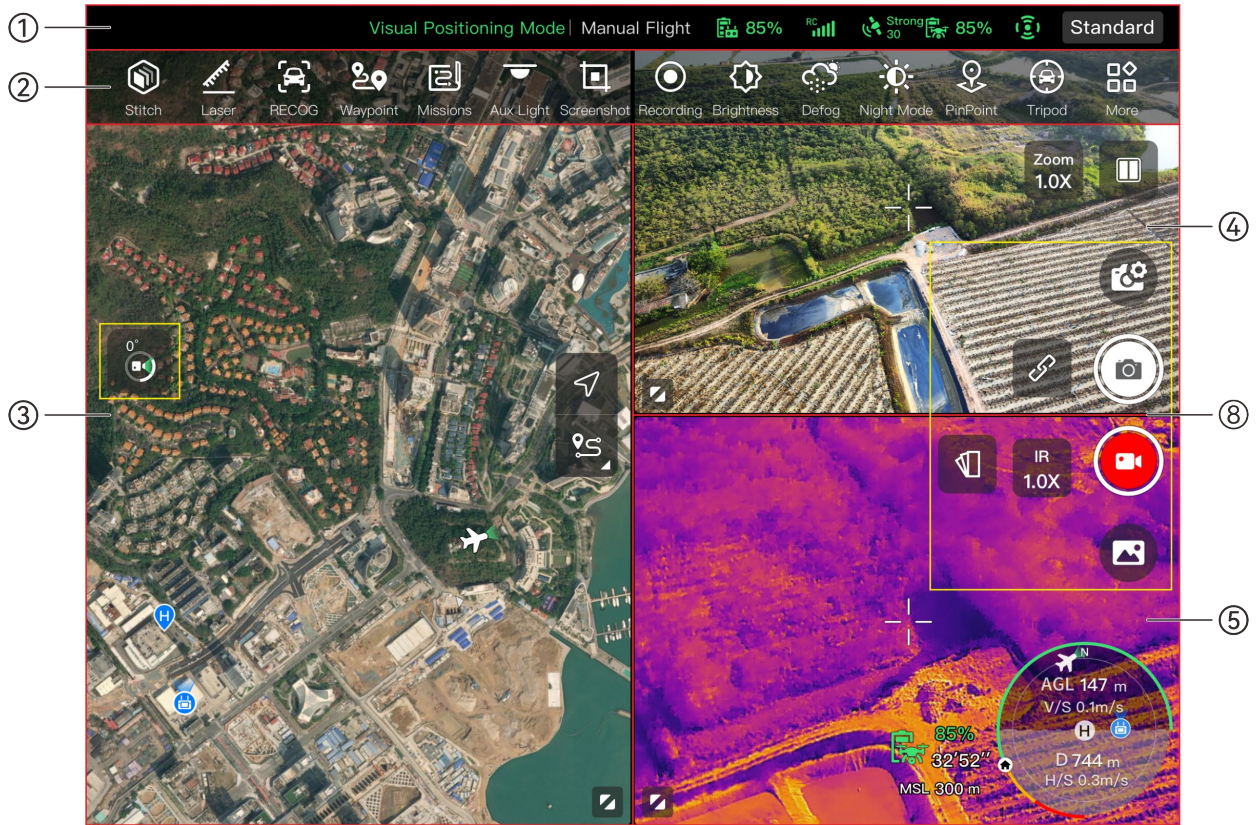 ①
Visual Positioning Mode | Manual Flight 85% RC Strong 30 85% Standard
②
Stitch Laser RECOG Waypoint Missions Aux Light Screenshot Recording Brightness Defog Night Mode PinPoint Tripod More
Zoom
1.0X
④
0°
③
⑧
IR
1.0X
H
⑤
N
AGL 147 m
V/S 0.1m/s
H
85%
32'52''
D 744 m
H/S 0.3m/s
MSL 300 m